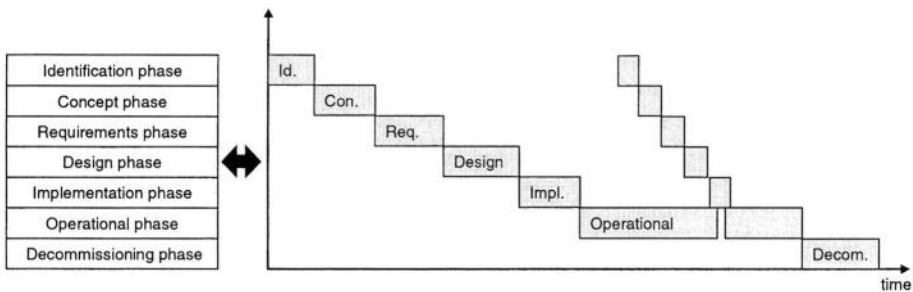 Identification phase
Concept phase
Requirements phase
Design phase
Implementation phase
Operational phase
Decommissioning phase
Id.
Con.
Req.
Design
Impl.
Operational
Decom.
time